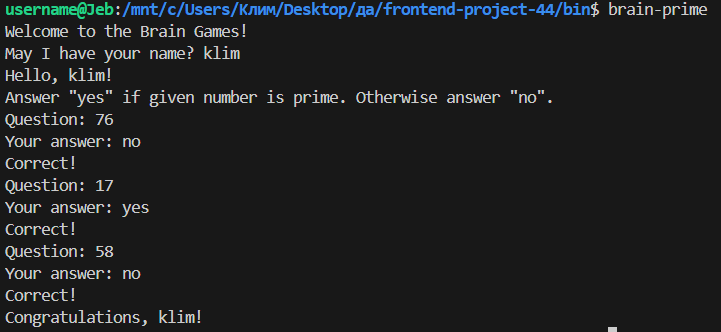 username@Jeb:/mnt/c/Users/Клим/Desktop/да/frontend-project-44/bin$ brain-prime
Welcome to the Brain Games!
May I have your name? klim
Hello, klim!
Answer "yes" if given number is prime. Otherwise answer "no".
Question: 76
Your answer: no
Correct!
Question: 17
Your answer: yes
Correct!
Question: 58
Your answer: no
Correct!
Congratulations, klim!